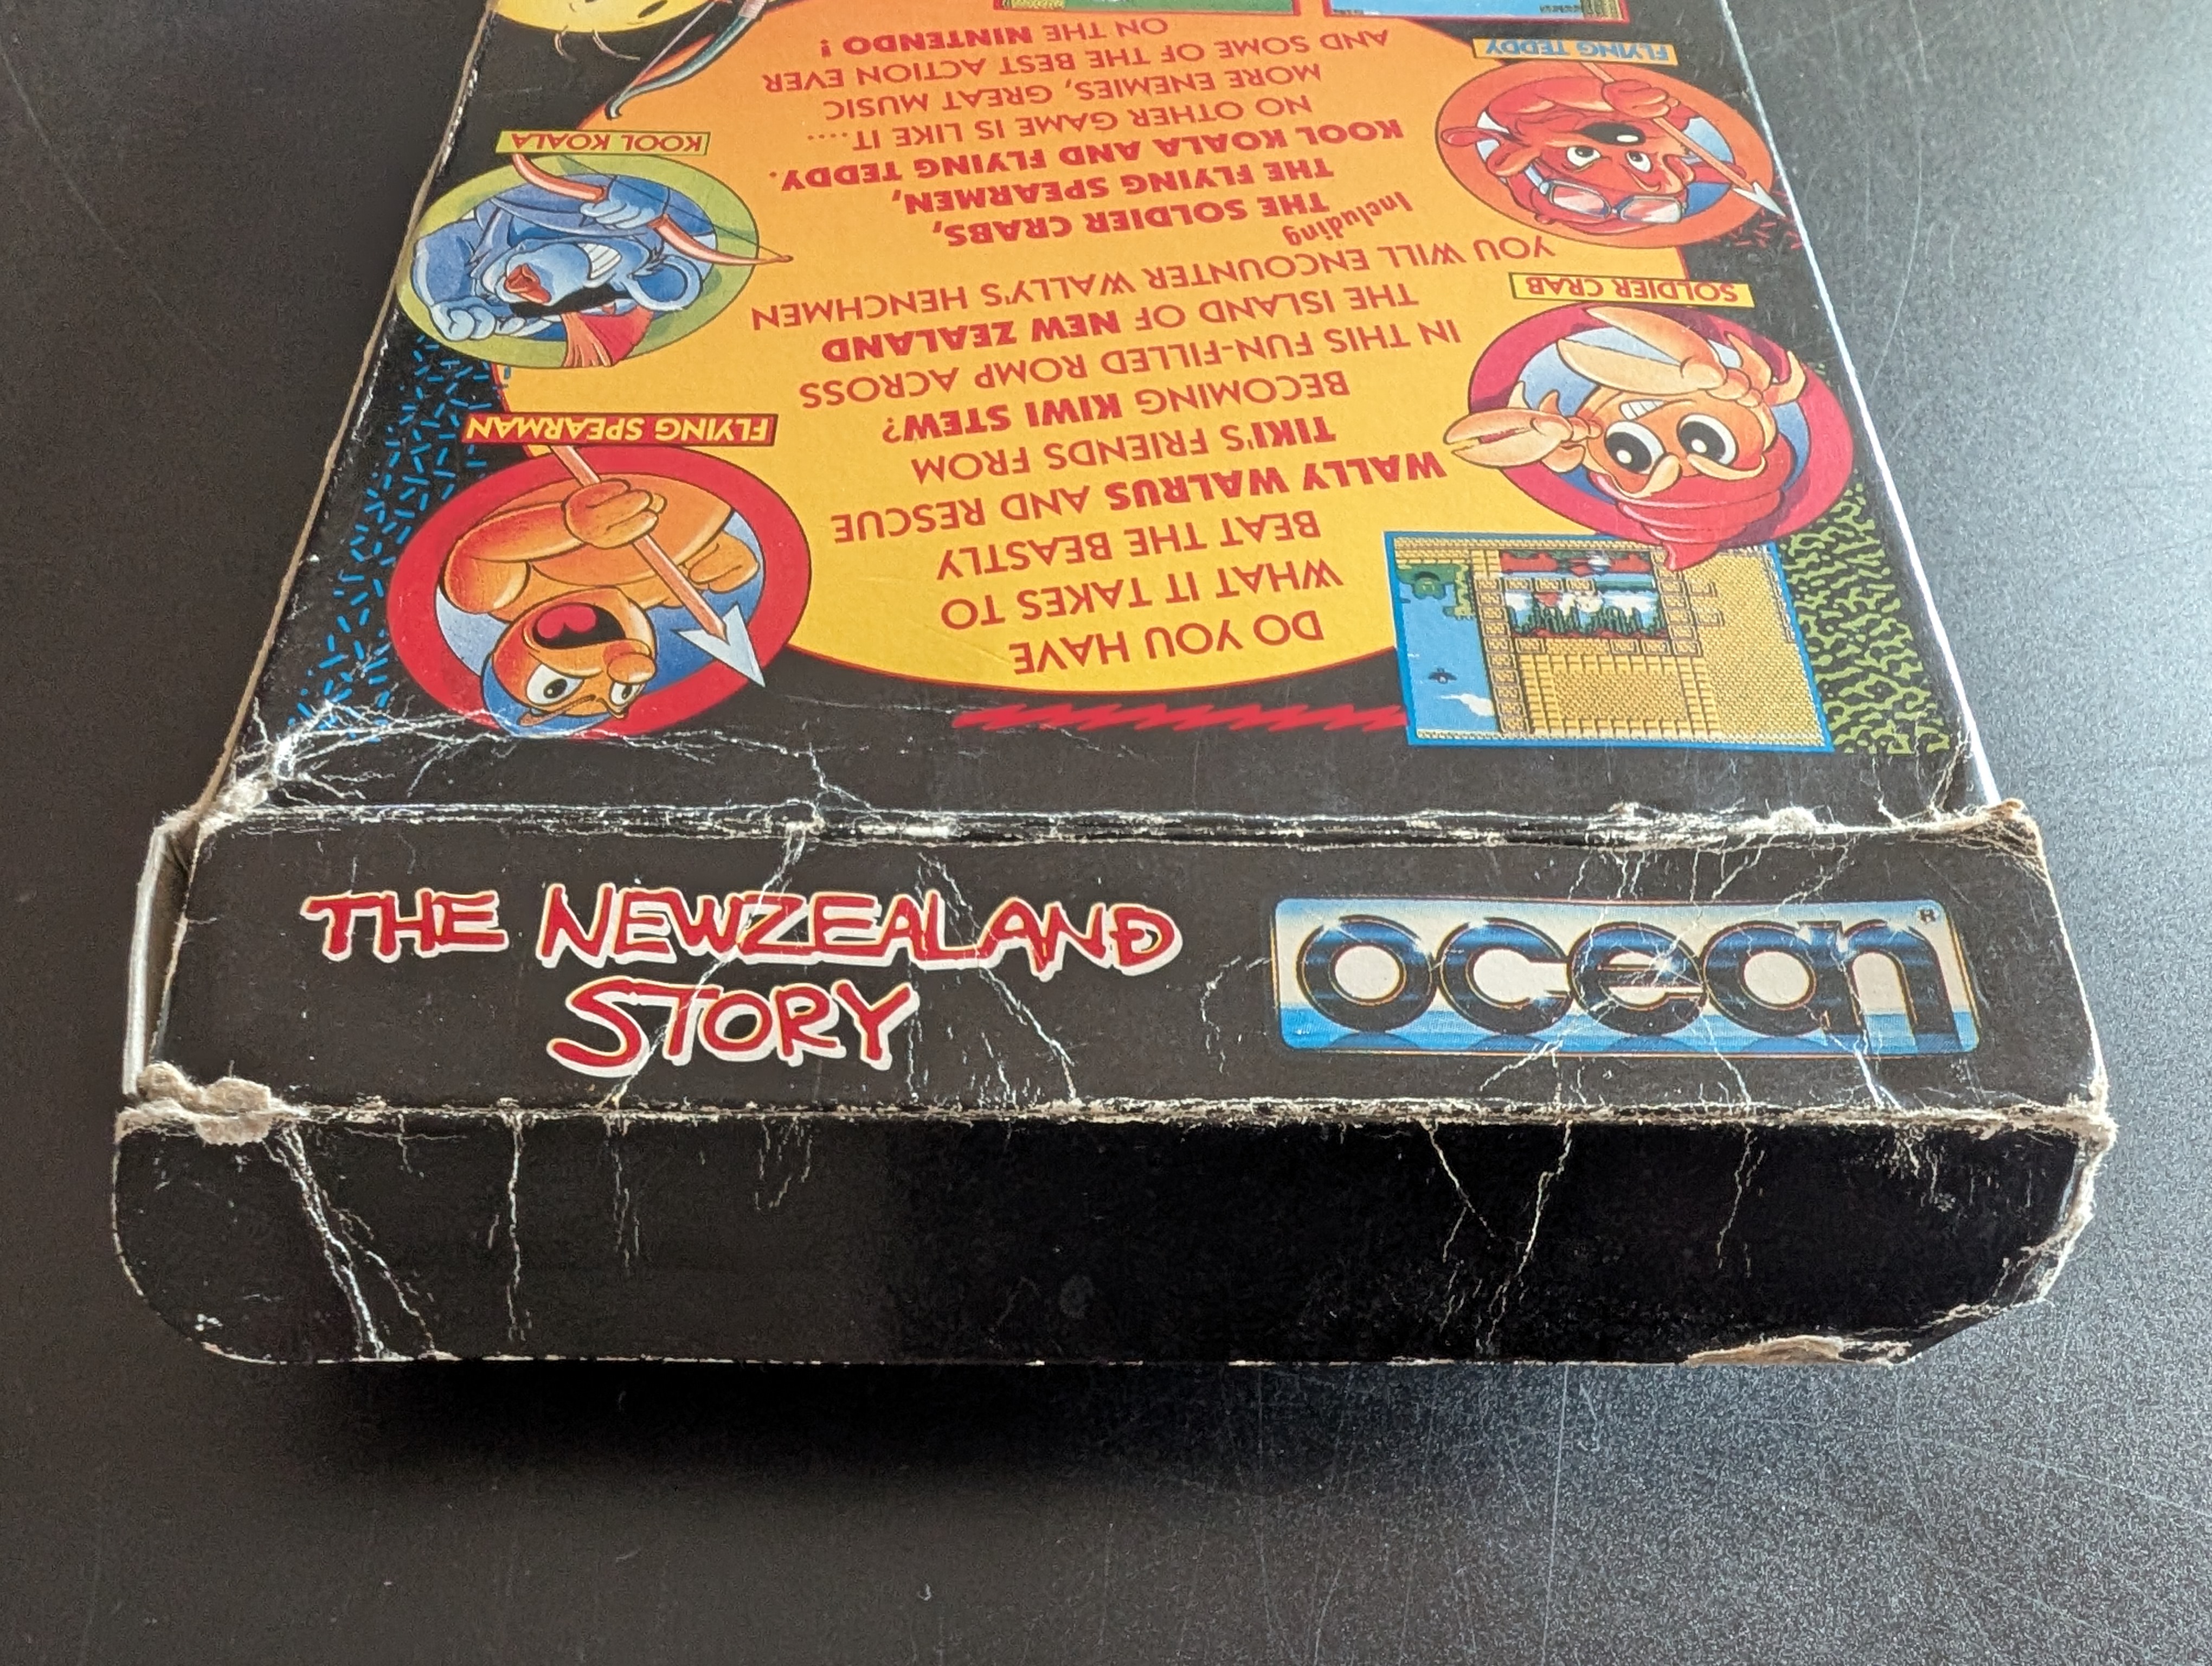 THE NEWZEALAND
STORY
ocean®
DO YOU HAVE
WHAT IT TAKES TO
BEAT THE BEASTLY
WALLY WALRUS AND RESCUE
TIKI'S FRIENDS FROM
BECOMING KIWI STEW?
IN THIS FUN-FILLED ROMP ACROSS
THE ISLAND OF NEW ZEALAND
YOU WILL ENCOUNTER WALLY'S HENCHMEN
Including
THE SOLDIER CRABS,
THE FLYING SPEARMEN,
KOOL KOALA AND FLYING TEDDY.
NO OTHER GAME IS LIKE IT....
MORE ENEMIES, GREAT MUSIC
AND SOME OF THE BEST ACTION EVER
ON THE NINTENDO!
SOLDIER CRAB
FLYING SPEARMAN
FLYING TEDDY
KOOL KOALA